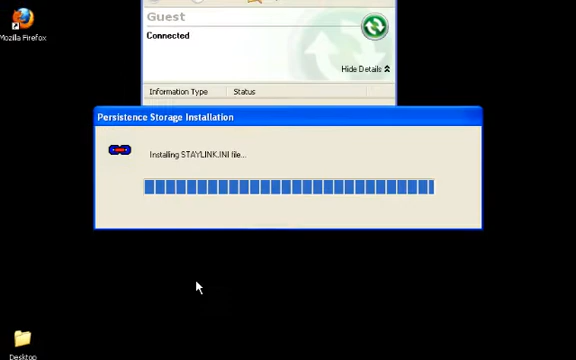 Guest
Connected
Mozilla Firefox
Hide Details
Information Type Status
Persistence Storage Installation
Installing STAYLINK.INI file...
Desktop